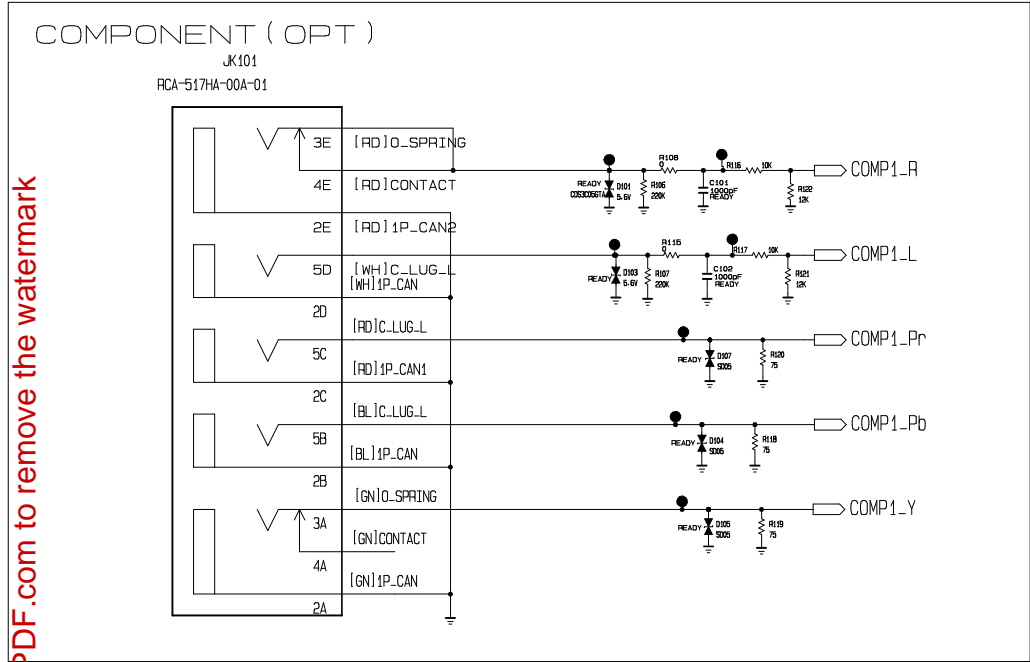 COMPONENT(OPT)
JK101
RCA-517HA-00A-01
3E [RD]O_SPRING
4E [RD]CONTACT
2E [RD]1P_CAN2
5D [WH]C_LUG_L
[WH]1P_CAN
2D
[RD]C_LUG_L
5C
[RD]1P_CAN1
2C
[BL]C_LUG_L
5B
[BL]1P_CAN
2B
[GN]O_SPRING
3A
[GN]CONTACT
4A
[GN]1P_CAN
2A
READY
CDS3C05GTA
D101
5.6V
R106
220K
R108
0
C101
1000pF
READY
R116
10K
R122
12K
COMP1_R
READY
D103
5.6V
R107
220K
R115
0
C102
1000pF
READY
R117
10K
R121
12K
COMP1_L
READY
D107
SD05
R120
75
COMP1_Pr
READY
D104
SD05
R118
75
COMP1_Pb
READY
D105
SD05
R119
75
COMP1_Y
PDF.com to remove the watermark